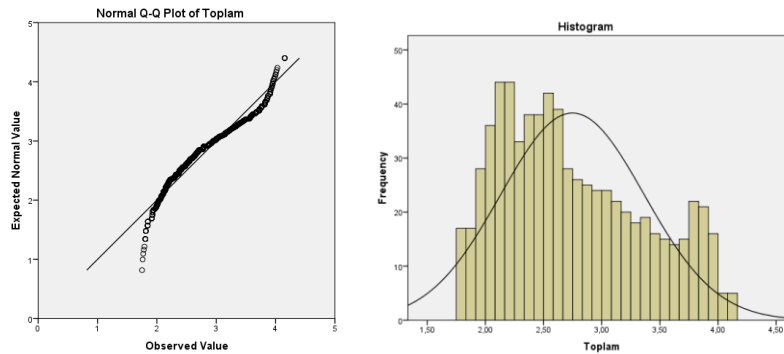 Normal Q-Q Plot of Toplam
Expected Normal Value
5
4
3
2
1
0
0 1 2 3 4 5
Observed Value
Histogram
Frequency
50
40
30
20
10
0
1,50 2,00 2,50 3,00 3,50 4,00 4,50
Toplam